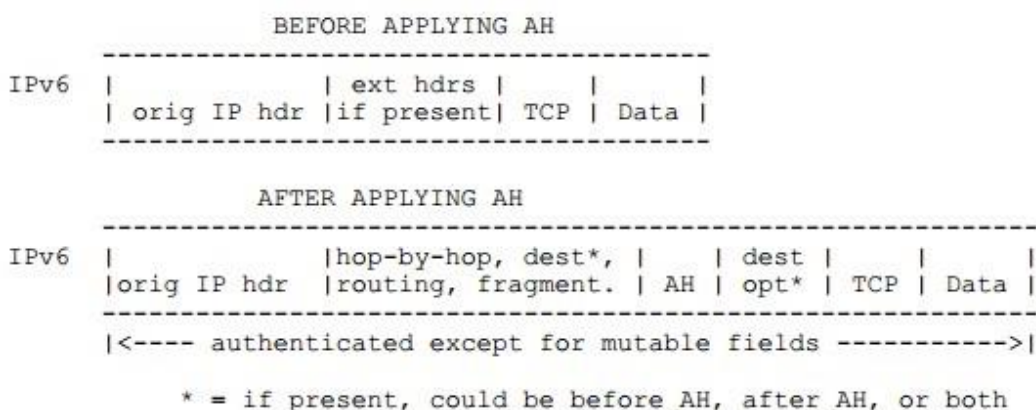 BEFORE APPLYING AH
---------------------------------------
IPv6 | | ext hdrs | | |
| orig IP hdr |if present| TCP | Data |
---------------------------------------
AFTER APPLYING AH
------------------------------------------------------------
IPv6 | |hop-by-hop, dest*, | | dest | | |
|orig IP hdr |routing, fragment. | AH | opt* | TCP | Data |
------------------------------------------------------------
|<---- authenticated except for mutable fields ----------->|
* = if present, could be before AH, after AH, or both